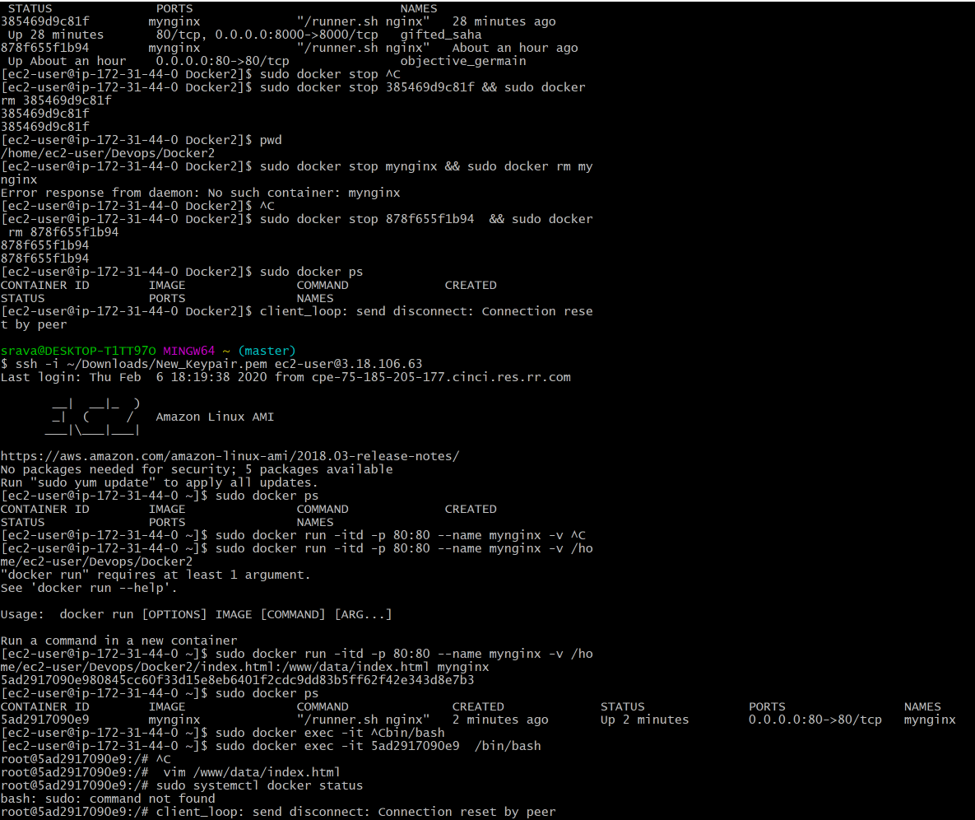 STATUS              PORTS                            NAMES
385469d9c81f        mynginx             "/runner.sh nginx"   28 minutes ago
 Up 28 minutes       80/tcp, 0.0.0.0:8000->8000/tcp   gifted_saha
878f655f1b94        mynginx             "/runner.sh nginx"   About an hour ago
 Up About an hour    0.0.0.0:80->80/tcp               objective_germain
[ec2-user@ip-172-31-44-0 Docker2]$ sudo docker stop ^C
[ec2-user@ip-172-31-44-0 Docker2]$ sudo docker stop 385469d9c81f && sudo docker
rm 385469d9c81f
385469d9c81f
385469d9c81f
[ec2-user@ip-172-31-44-0 Docker2]$ pwd
/home/ec2-user/Devops/Docker2
[ec2-user@ip-172-31-44-0 Docker2]$ sudo docker stop mynginx && sudo docker rm my
nginx
Error response from daemon: No such container: mynginx
[ec2-user@ip-172-31-44-0 Docker2]$ ^C
[ec2-user@ip-172-31-44-0 Docker2]$ sudo docker stop 878f655f1b94  && sudo docker
 rm 878f655f1b94
878f655f1b94
878f655f1b94
[ec2-user@ip-172-31-44-0 Docker2]$ sudo docker ps
CONTAINER ID        IMAGE               COMMAND             CREATED
STATUS              PORTS               NAMES
[ec2-user@ip-172-31-44-0 Docker2]$ client_loop: send disconnect: Connection rese
t by peer
srava@DESKTOP-T1TT97O MINGW64 ~ (master)
$ ssh -i ~/Downloads/New_Keypair.pem ec2-user@3.18.106.63
Last login: Thu Feb  6 18:19:38 2020 from cpe-75-185-205-177.cinci.res.rr.com
       __|  __|_  )
       _|  (     /   Amazon Linux AMI
      ___|\___|___|
https://aws.amazon.com/amazon-linux-ami/2018.03-release-notes/
No packages needed for security; 5 packages available
Run "sudo yum update" to apply all updates.
[ec2-user@ip-172-31-44-0 ~]$ sudo docker ps
CONTAINER ID        IMAGE               COMMAND             CREATED
STATUS              PORTS               NAMES
[ec2-user@ip-172-31-44-0 ~]$ sudo docker run -itd -p 80:80 --name mynginx -v ^C
[ec2-user@ip-172-31-44-0 ~]$ sudo docker run -itd -p 80:80 --name mynginx -v /ho
me/ec2-user/Devops/Docker2
"docker run" requires at least 1 argument.
See 'docker run --help'.
Usage:  docker run [OPTIONS] IMAGE [COMMAND] [ARG...]
Run a command in a new container
[ec2-user@ip-172-31-44-0 ~]$ sudo docker run -itd -p 80:80 --name mynginx -v /ho
me/ec2-user/Devops/Docker2/index.html:/www/data/index.html mynginx
5ad2917090e980845cc60f33d15e8eb6401f2cdc9dd83b5ff62f42e343d8e7b3
[ec2-user@ip-172-31-44-0 ~]$ sudo docker ps
CONTAINER ID        IMAGE               COMMAND              CREATED             STATUS              PORTS                NAMES
5ad2917090e9        mynginx             "/runner.sh nginx"   2 minutes ago       Up 2 minutes        0.0.0.0:80->80/tcp   mynginx
[ec2-user@ip-172-31-44-0 ~]$ sudo docker exec -it ^Cbin/bash
[ec2-user@ip-172-31-44-0 ~]$ sudo docker exec -it 5ad2917090e9  /bin/bash
root@5ad2917090e9:/# ^C
root@5ad2917090e9:/#  vim /www/data/index.html
root@5ad2917090e9:/# sudo systemctl docker status
bash: sudo: command not found
root@5ad2917090e9:/# client_loop: send disconnect: Connection reset by peer